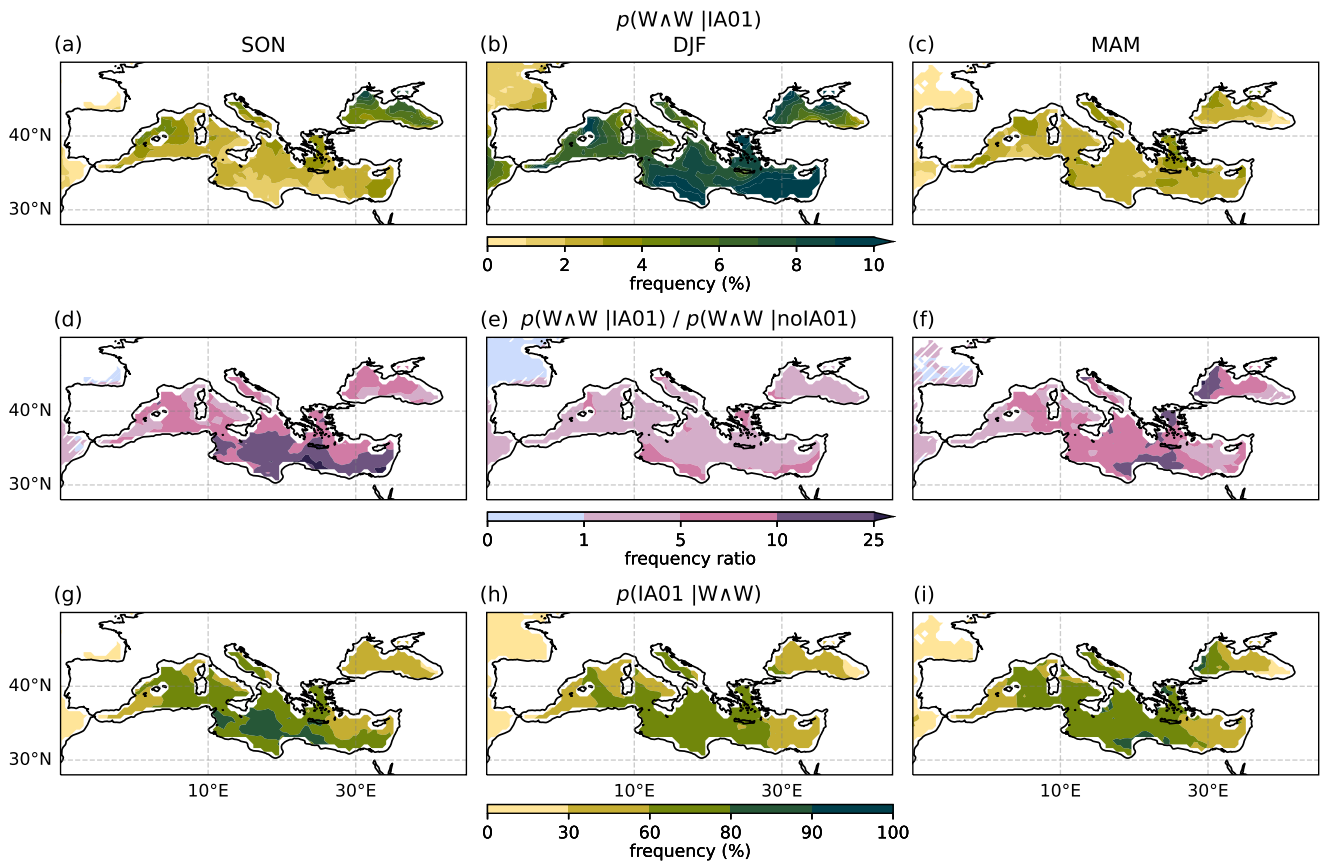 p(W∧W |IA01)
(a) SON (b) DJF (c) MAM
40°N
30°N
0 2 4 6 8 10
frequency (%)
(d) (e) p(W∧W |IA01) / p(W∧W |noIA01) (f)
40°N
30°N
0 1 5 10 25
frequency ratio
(g) (h) p(IA01 |W∧W) (i)
40°N
30°N
10°E 30°E 10°E 30°E 10°E 30°E
0 30 60 80 90 100
frequency (%)